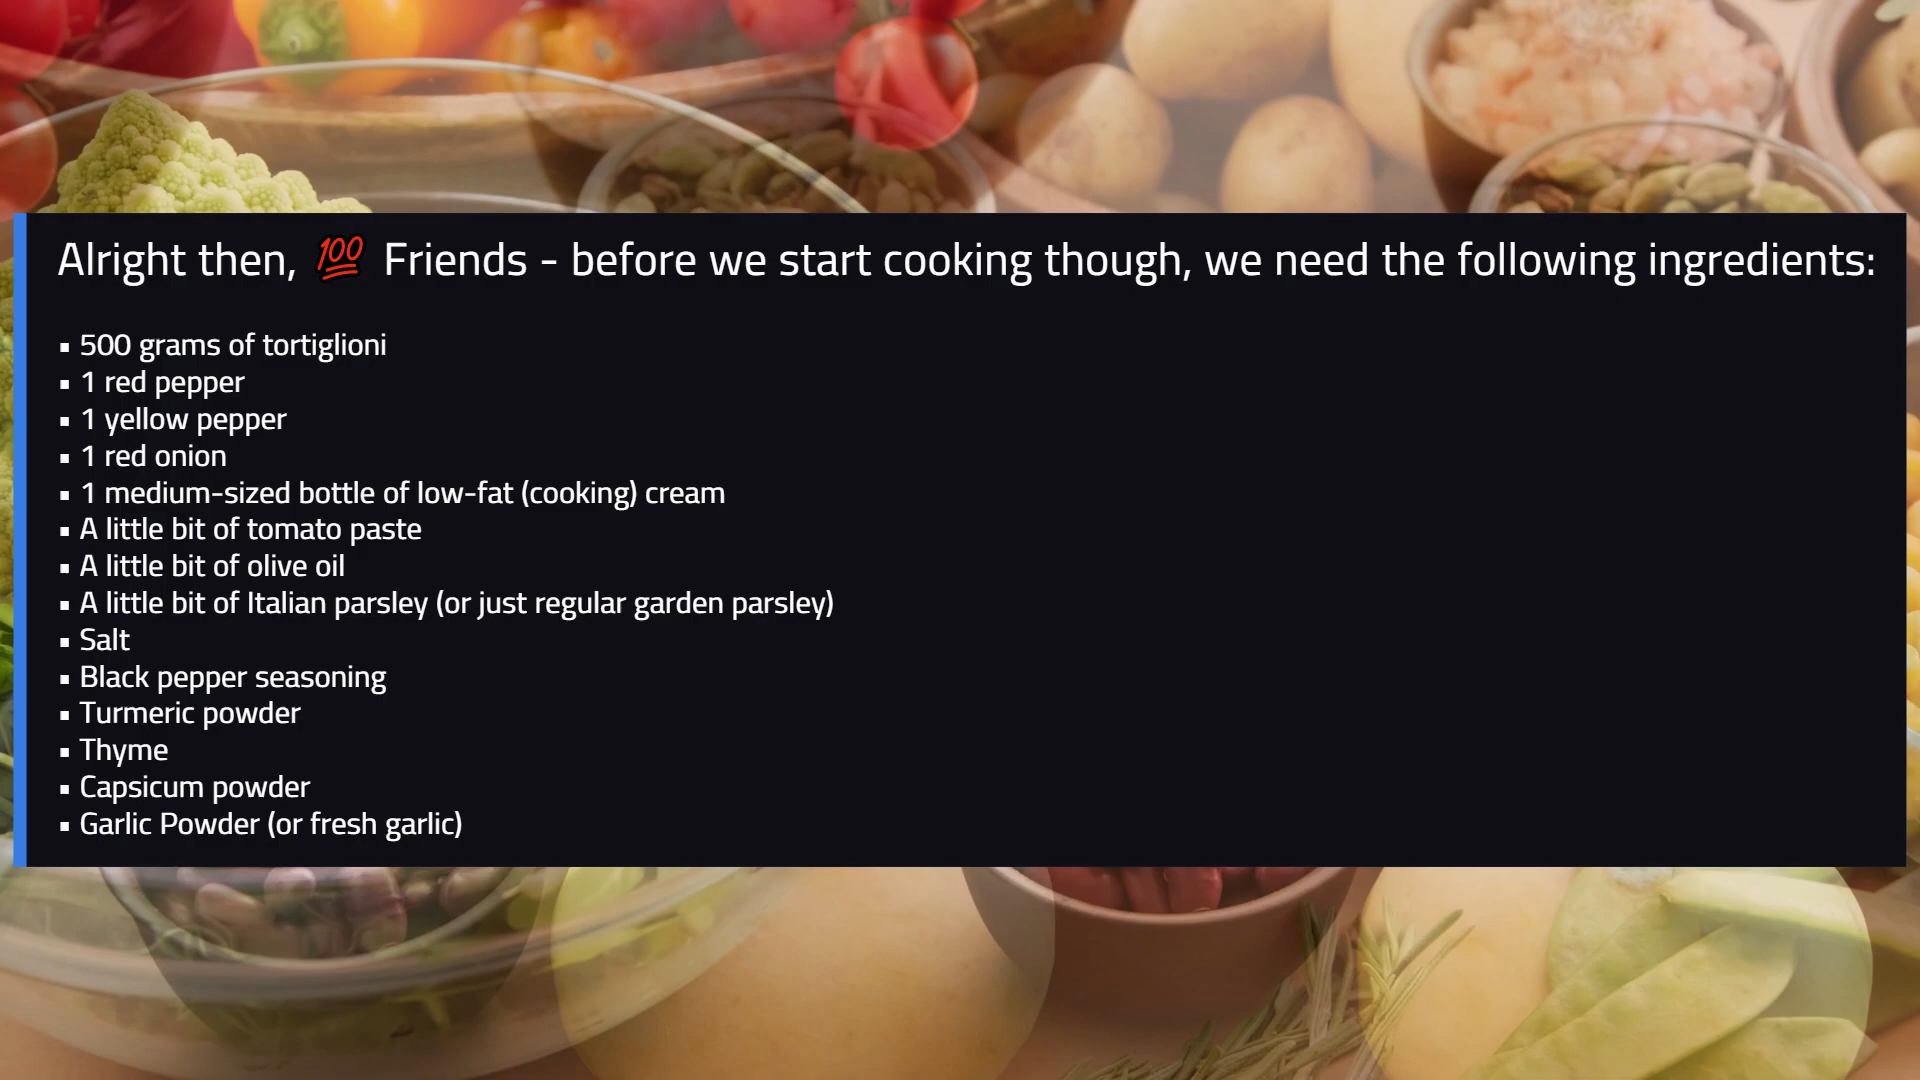 Alright then, 💯 Friends - before we start cooking though, we need the following ingredients:
▪ 500 grams of tortiglioni
▪ 1 red pepper
▪ 1 yellow pepper
▪ 1 red onion
▪ 1 medium-sized bottle of low-fat (cooking) cream
▪ A little bit of tomato paste
▪ A little bit of olive oil
▪ A little bit of Italian parsley (or just regular garden parsley)
▪ Salt
▪ Black pepper seasoning
▪ Turmeric powder
▪ Thyme
▪ Capsicum powder
▪ Garlic Powder (or fresh garlic)